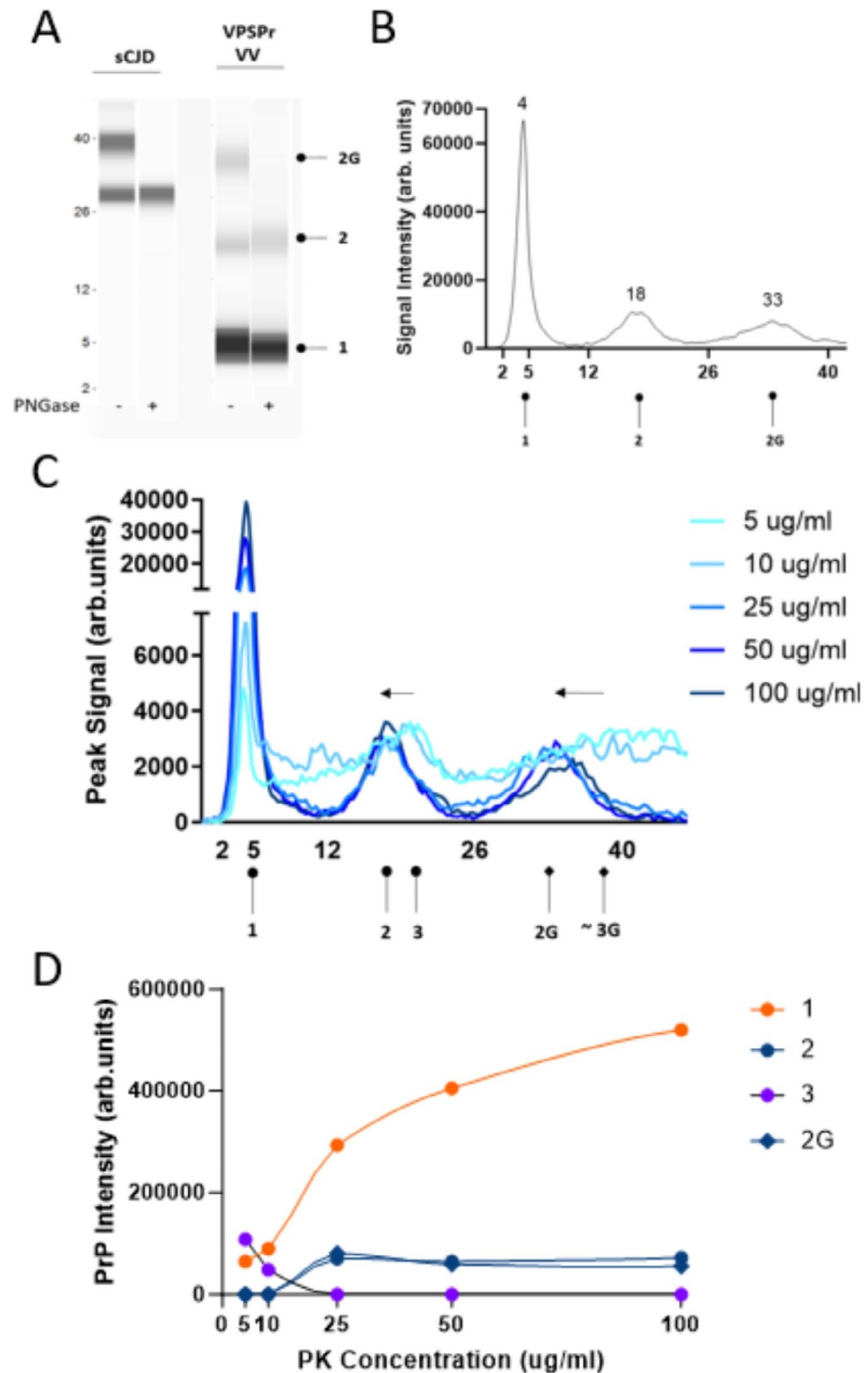 A
sCJD
VPSPr
VV
40
26
12
5
2
2G
2
1
PNGase - + - +
B
Signal Intensity (arb. units)
70000
60000
40000
20000
0
4
18
33
2 5 12 26 40
1 2 2G
C
Peak Signal (arb.units)
40000
30000
20000
6000
4000
2000
0
2 5 12 26 40
1 2 3 2G ~ 3G
5 ug/ml
10 ug/ml
25 ug/ml
50 ug/ml
100 ug/ml
D
PrP Intensity (arb.units)
600000
400000
200000
0
0 5 10 25 50 100
PK Concentration (ug/ml)
1
2
3
2G